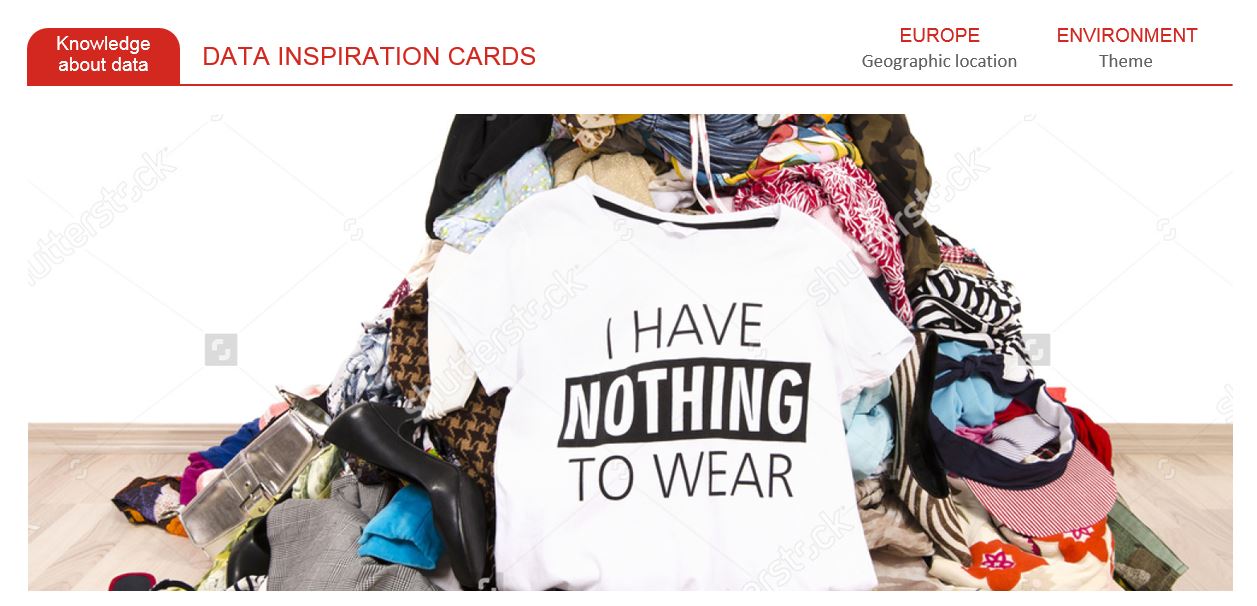 Knowledge
about data
DATA INSPIRATION CARDS
EUROPE
Geographic location
ENVIRONMENT
Theme
shutterstock
I HAVE
NOTHING
TO WEAR